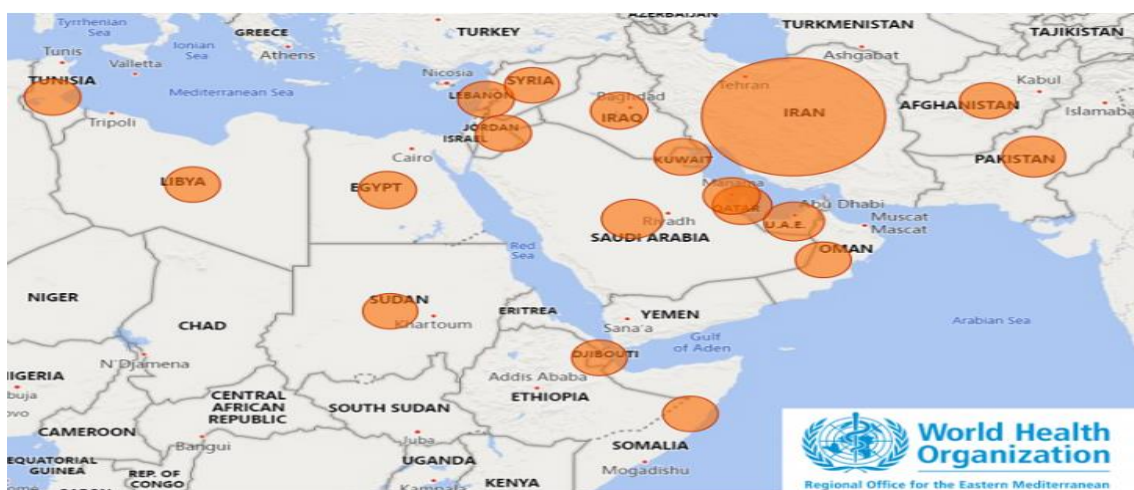 Tyrrhenian
Sea
Tunis
TUNISIA
Valletta
Ionian
Sea
GREECE
Athens
TURKEY
AZERBAIJAN
TURKMENISTAN
Ashgabat
TAJIKISTAN
Nicosia
SYRIA
LEBANON
Mediterranean Sea
Tripoli
JORDAN
ISRAEL
Cairo
Baghdad
IRAQ
Tehran
IRAN
Kabul
AFGHANISTAN
Islamaba
PAKISTAN
KUWAIT
LIBYA
EGYPT
Manama
QATAR
Abu Dhabi
U.A.E.
Riyadh
SAUDI ARABIA
Muscat
Mascat
OMAN
Red
Sea
NIGER
CHAD
SUDAN
Khartoum
ERITREA
YEMEN
Sana'a
Gulf
of Aden
Arabian Sea
DJIBOUTI
N'Djamena
IGERIA
buja
ovo
Addis Ababa
ETHIOPIA
CENTRAL
AFRICAN
REPUBLIC
SOUTH SUDAN
CAMEROON
Bangui
Juba
SOMALIA
Mogadishu
EQUATORIAL
GUINEA
REP. OF
CONGO
UGANDA
Kampala
KENYA
World Health
Organization
Regional Office for the Eastern Mediterranean